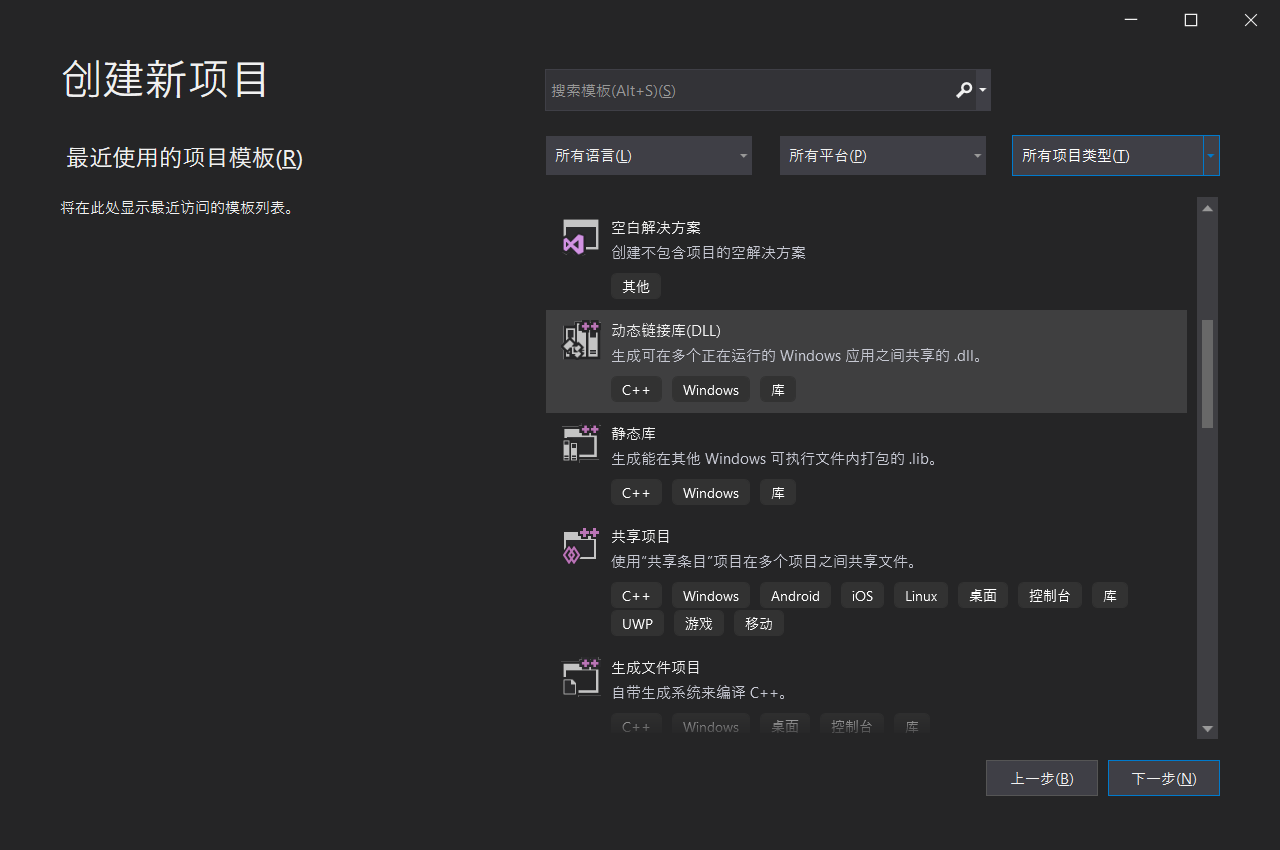 创建新项目
搜索模板(Alt+S)(S)
最近使用的项目模板(R)
所有语言(L)
所有平台(P)
所有项目类型(T)
将在此处显示最近访问的模板列表。
空白解决方案
创建不包含项目的空解决方案
其他
动态链接库(DLL)
生成可在多个正在运行的 Windows 应用之间共享的 .dll。
C++ Windows 库
静态库
生成能在其他 Windows 可执行文件内打包的 .lib。
C++ Windows 库
共享项目
使用“共享条目”项目在多个项目之间共享文件。
C++ Windows Android iOS Linux 桌面 控制台 库
UWP 游戏 移动
生成文件项目
自带生成系统来编译 C++。
C++ Windows 桌面 控制台 库
上一步(B)
下一步(N)